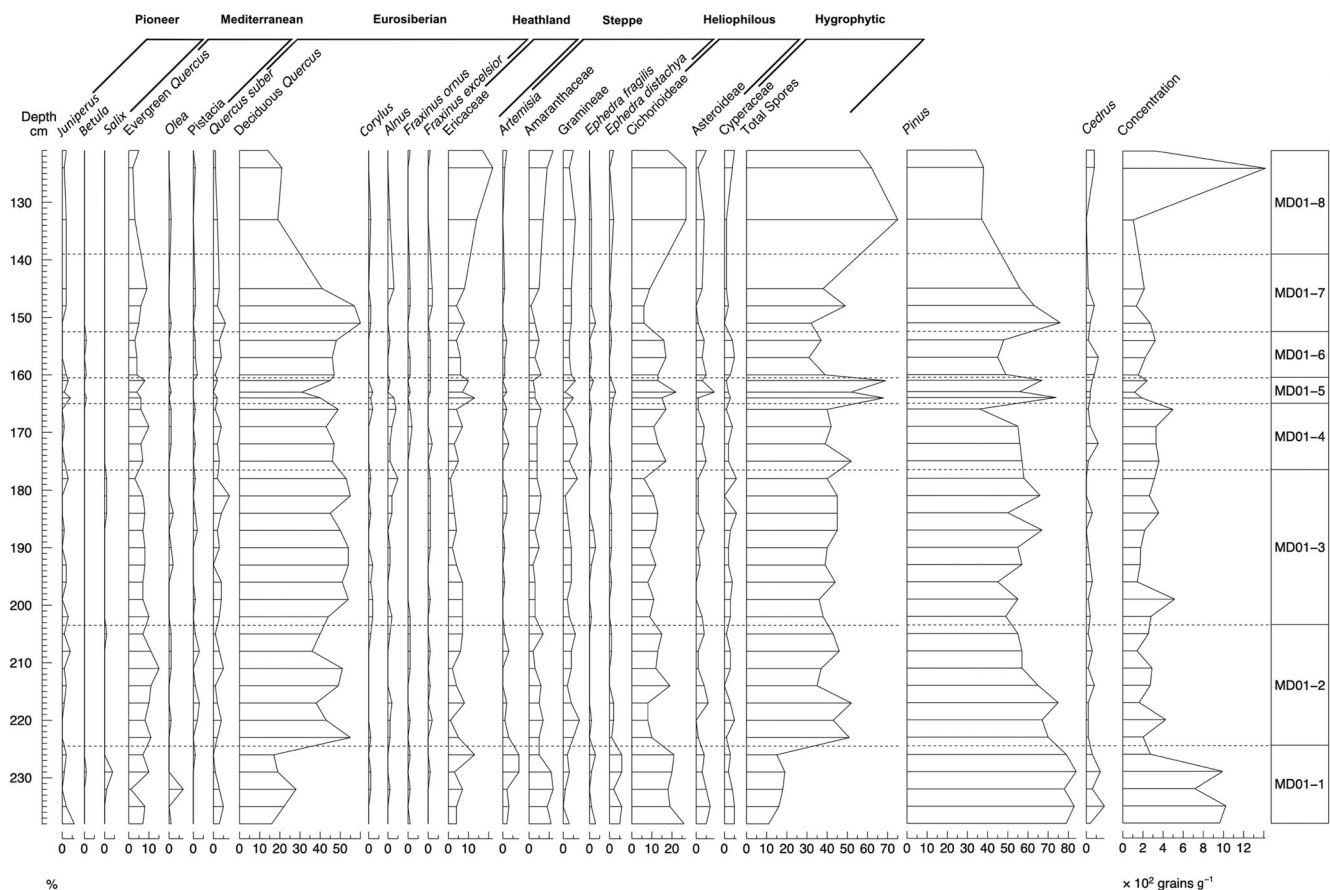 Pioneer Mediterranean Eurosiberian Heathland Steppe Heliophilous Hygrophytic
Depth
cm
Juniperus
Betula
Salix
Evergreen Quercus
Olea
Pistacia
Quercus suber
Deciduous Quercus
Corylus
Alnus
Fraxinus ornus
Fraxinus excelsior
Ericaceae
Artemisia
Amaranthaceae
Gramineae
Ephedra fragilis
Ephedra distachya
Cichorioideae
Asteroideae
Cyperaceae
Total Spores
Pinus
Cedrus
Concentration
130
140
150
160
170
180
190
200
210
220
230
MD01-8
MD01-7
MD01-6
MD01-5
MD01-4
MD01-3
MD01-2
MD01-1
0 0 0 0 10 0 0 0 0 10 20 30 40 50 0 0 0 0 0 10 20 0 0 10 0 0 0 0 10 20 0 0 0 10 20 30 40 50 60 70 0 10 20 30 40 50 60 70 80 0 0 2 4 6 8 10 12
%
× 10² grains g⁻¹